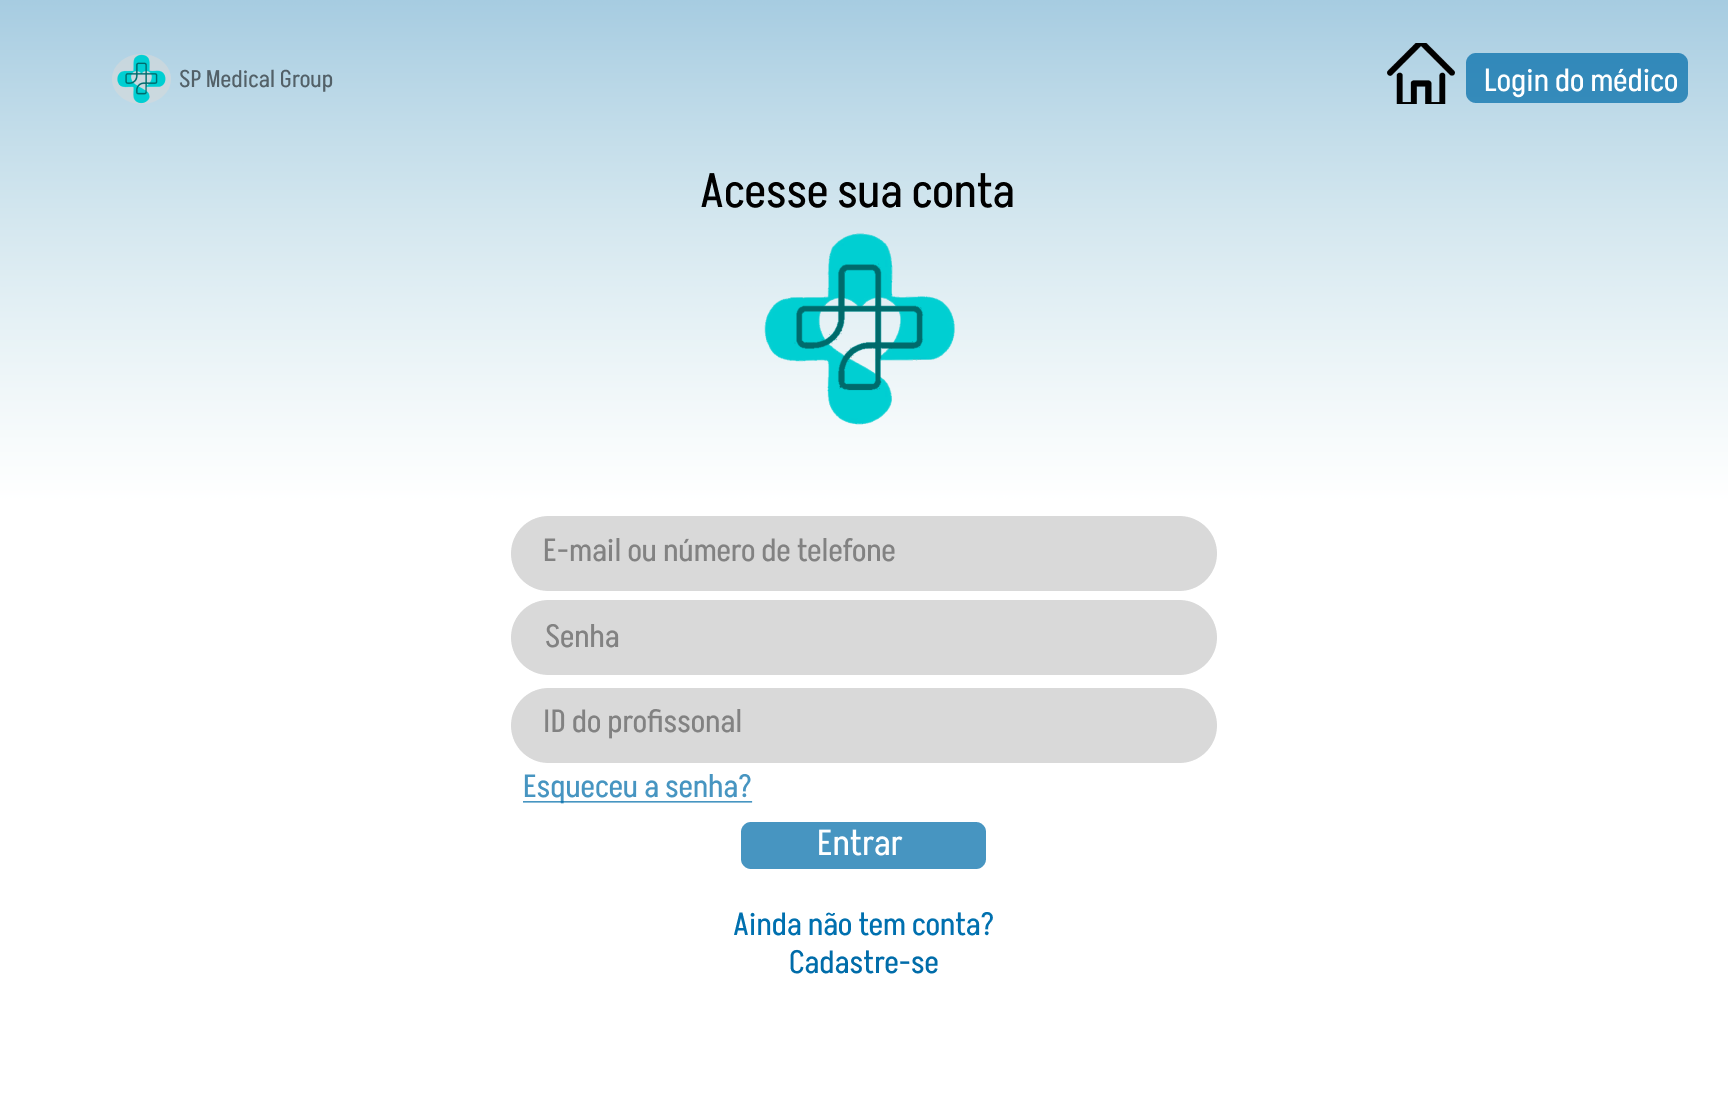 SP Medical Group
Login do médico
Acesse sua conta
E-mail ou número de telefone
Senha
ID do profissonal
Esqueceu a senha?
Entrar
Ainda não tem conta?
Cadastre-se